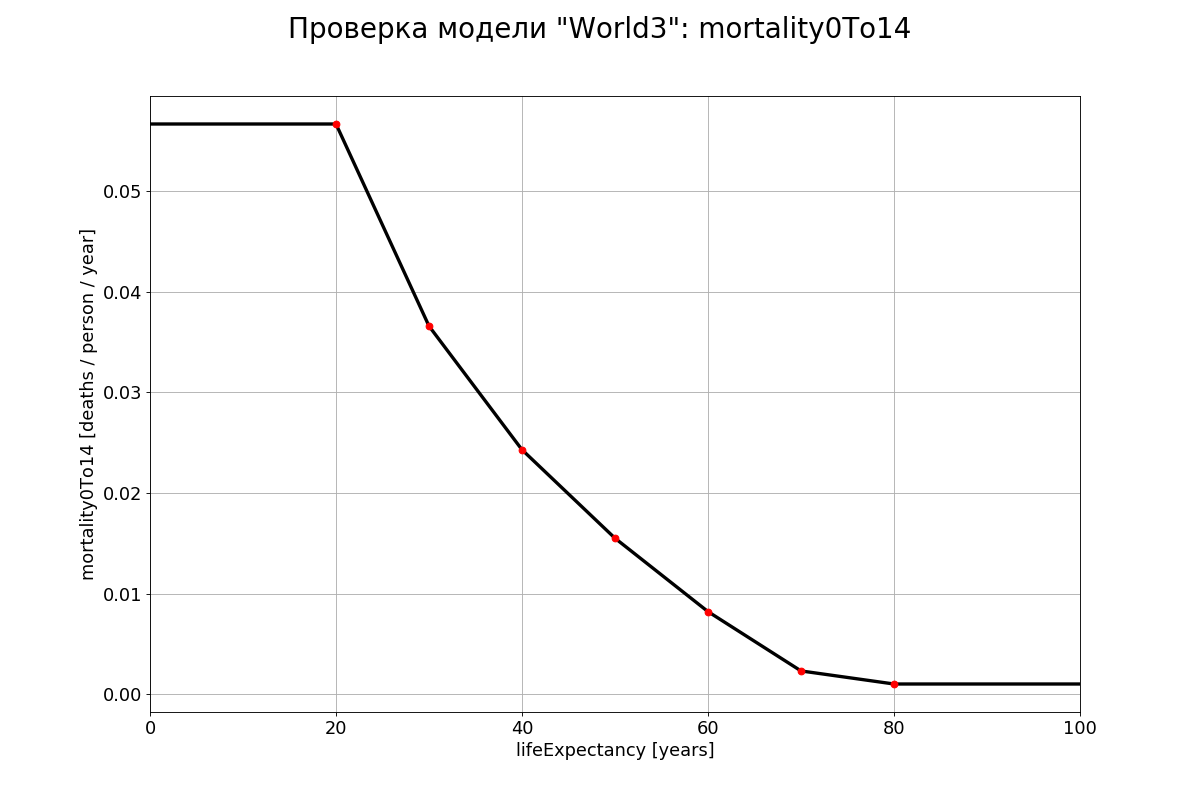 Проверка модели "World3": mortality0To14
mortality0To14 [deaths / person / year]
0.05
0.04
0.03
0.02
0.01
0.00
0 20 40 60 80 100
lifeExpectancy [years]